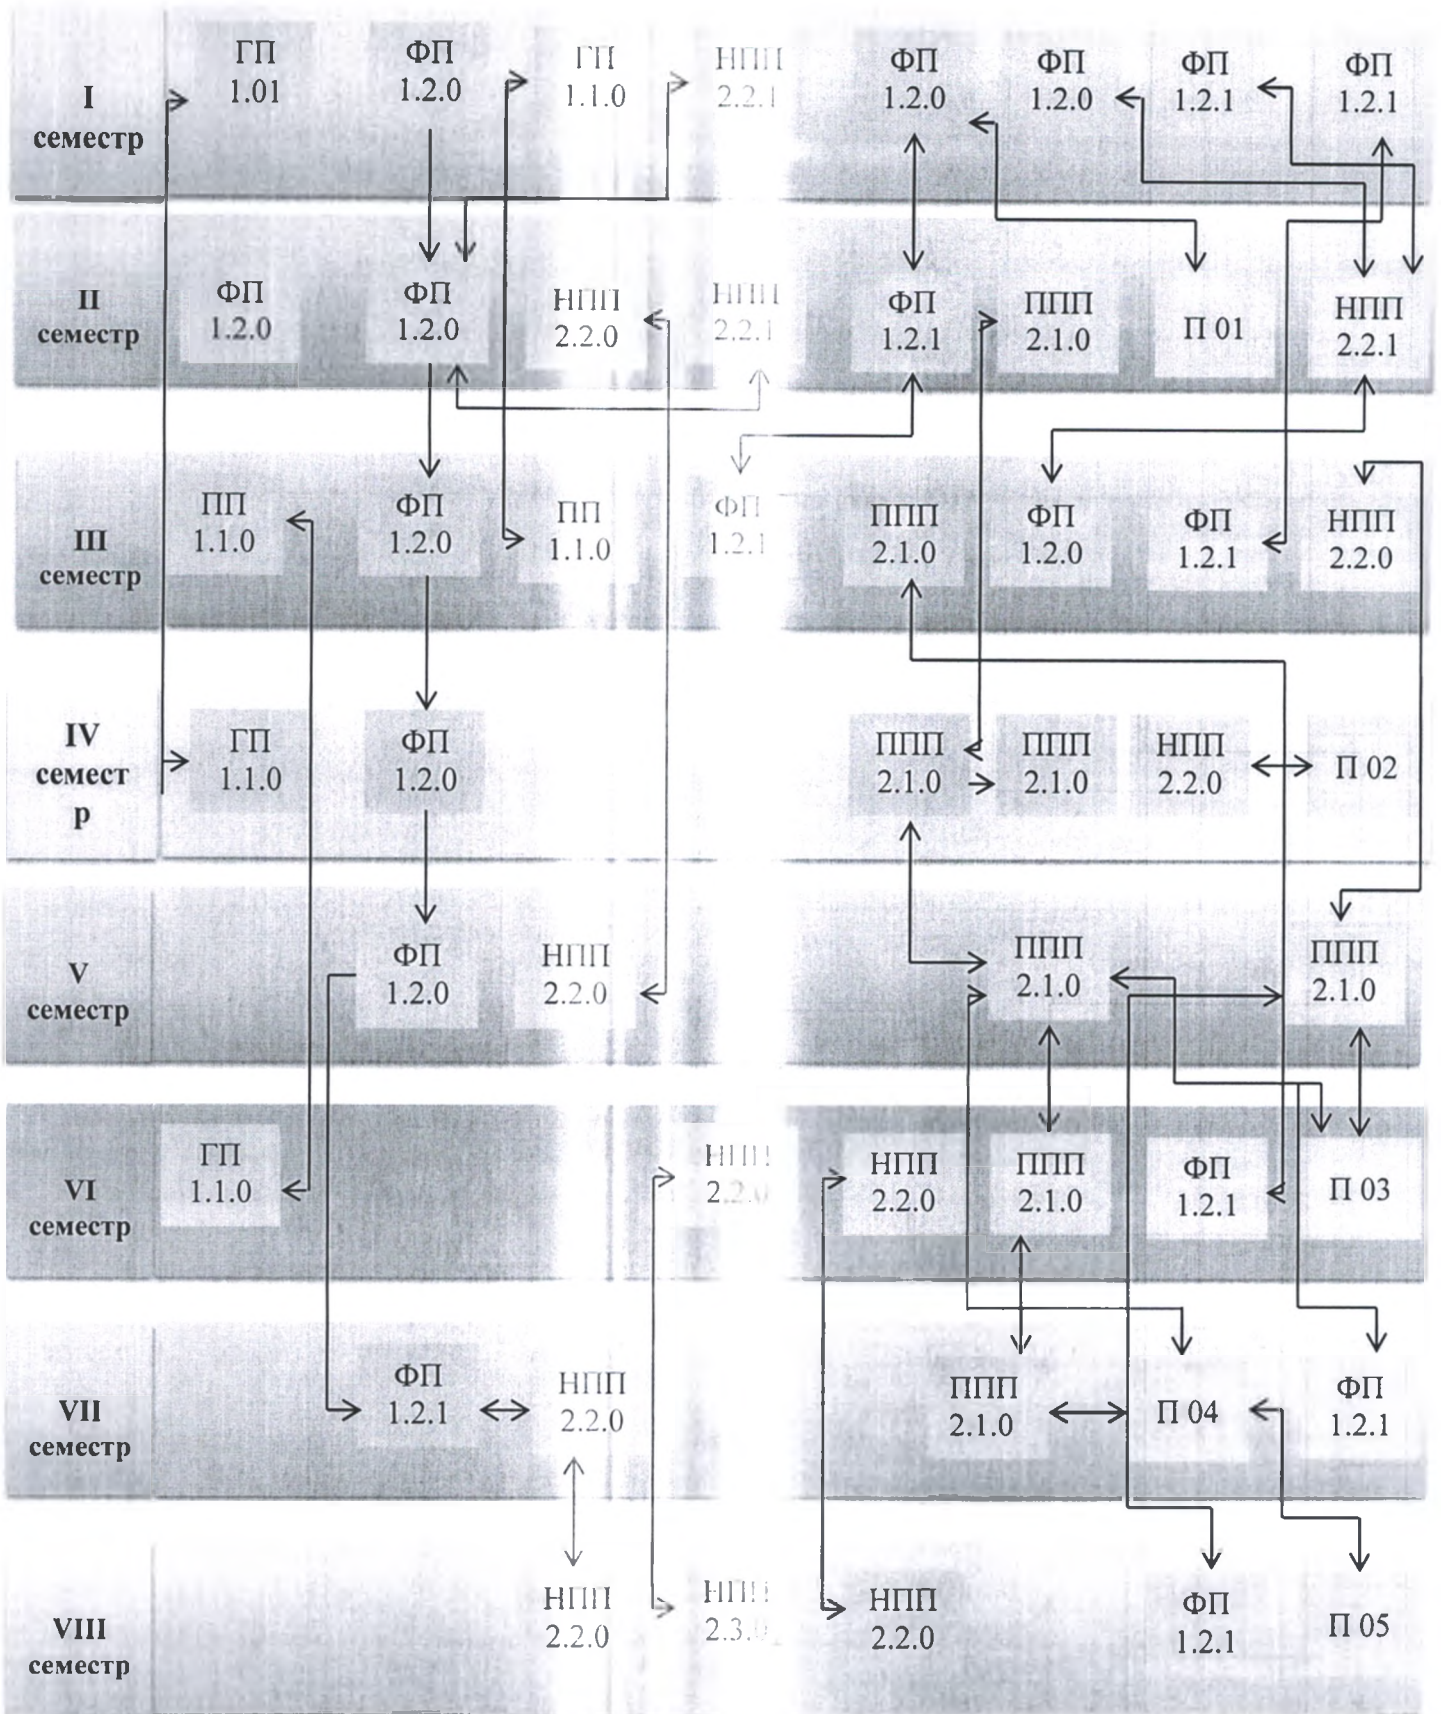 I
семестр
ГП
1.01
ФП
1.2.0
ГП
1.1.0
НПП
2.2.1
ФП
1.2.0
ФП
1.2.0
ФП
1.2.1
ФП
1.2.1
II
семестр
ФП
1.2.0
ФП
1.2.0
НПП
2.2.0
НПП
2.2.1
ФП
1.2.1
ППП
2.1.0
П 01
НПП
2.2.1
III
семестр
ПП
1.1.0
ФП
1.2.0
ПП
1.1.0
ФП
1.2.1
ППП
2.1.0
ФП
1.2.0
ФП
1.2.1
НПП
2.2.0
IV
семест
р
ГП
1.1.0
ФП
1.2.0
ППП
2.1.0
ППП
2.1.0
НПП
2.2.0
П 02
V
семестр
ФП
1.2.0
НПП
2.2.0
ППП
2.1.0
ППП
2.1.0
VI
семестр
ГП
1.1.0
НПП
2.2.0
НПП
2.2.0
ППП
2.1.0
ФП
1.2.1
П 03
VII
семестр
ФП
1.2.1
НПП
2.2.0
ППП
2.1.0
П 04
ФП
1.2.1
VIII
семестр
НПП
2.2.0
НПП
2.3.0
НПП
2.2.0
ФП
1.2.1
П 05